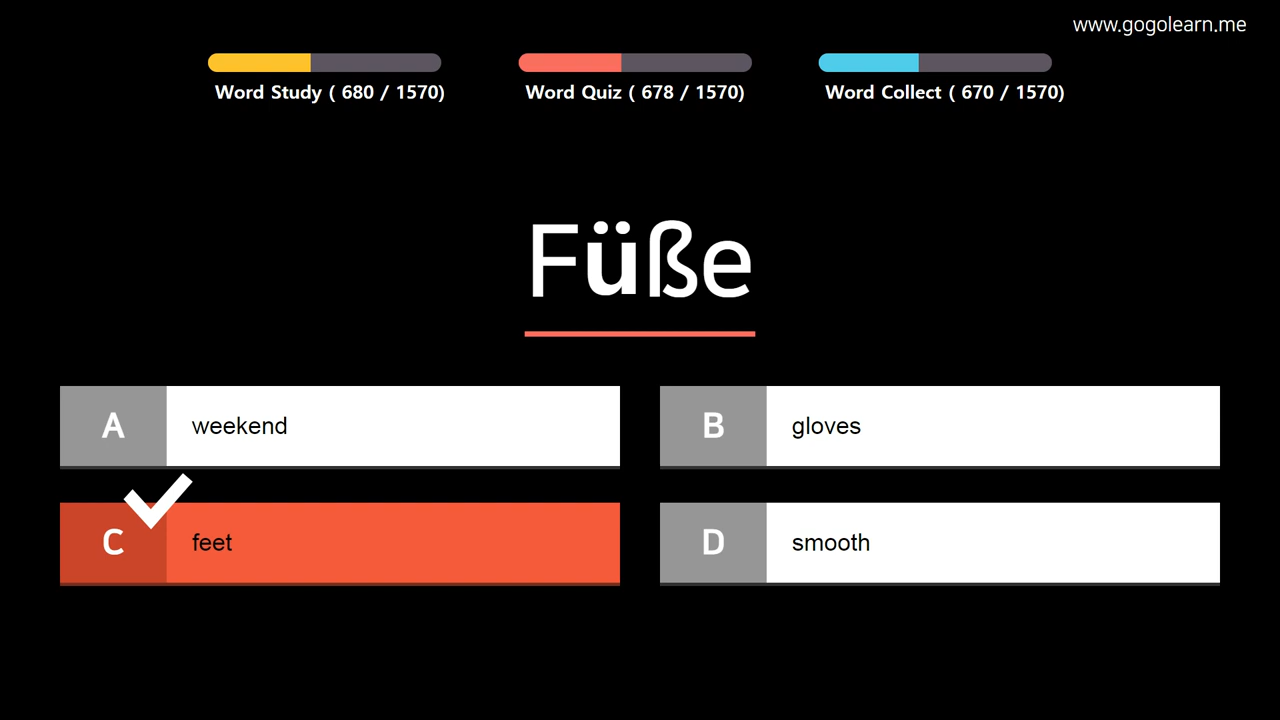 www.gogolearn.me
Word Study ( 680 / 1570)
Word Quiz ( 678 / 1570)
Word Collect ( 670 / 1570)
Füße
A weekend
B gloves
C feet
D smooth